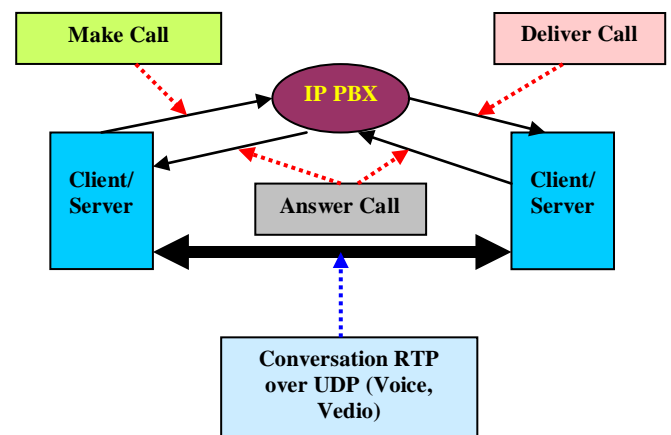 Make Call
Deliver Call
IP PBX
Client/
Server
Client/
Server
Answer Call
Conversation RTP
over UDP (Voice,
Vedio)